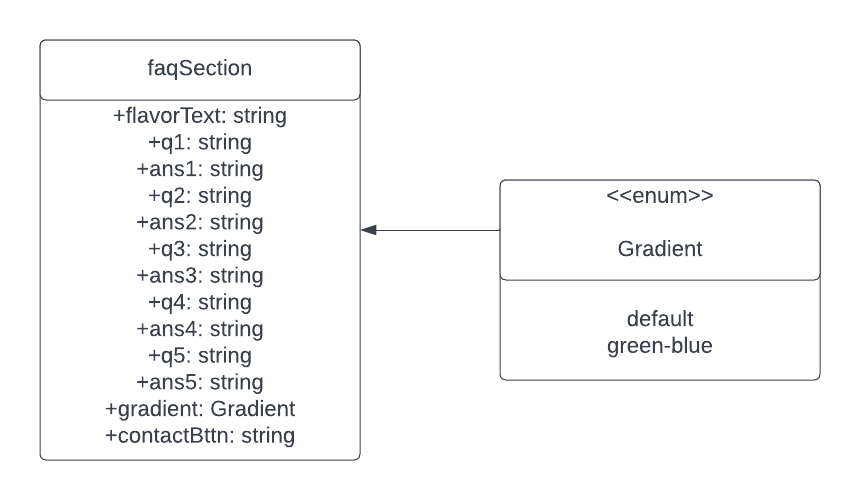 faqSection
+flavorText: string
+q1: string
+ans1: string
+q2: string
+ans2: string
+q3: string
+ans3: string
+q4: string
+ans4: string
+q5: string
+ans5: string
+gradient: Gradient
+contactBttn: string
<<enum>>
Gradient
default
green-blue